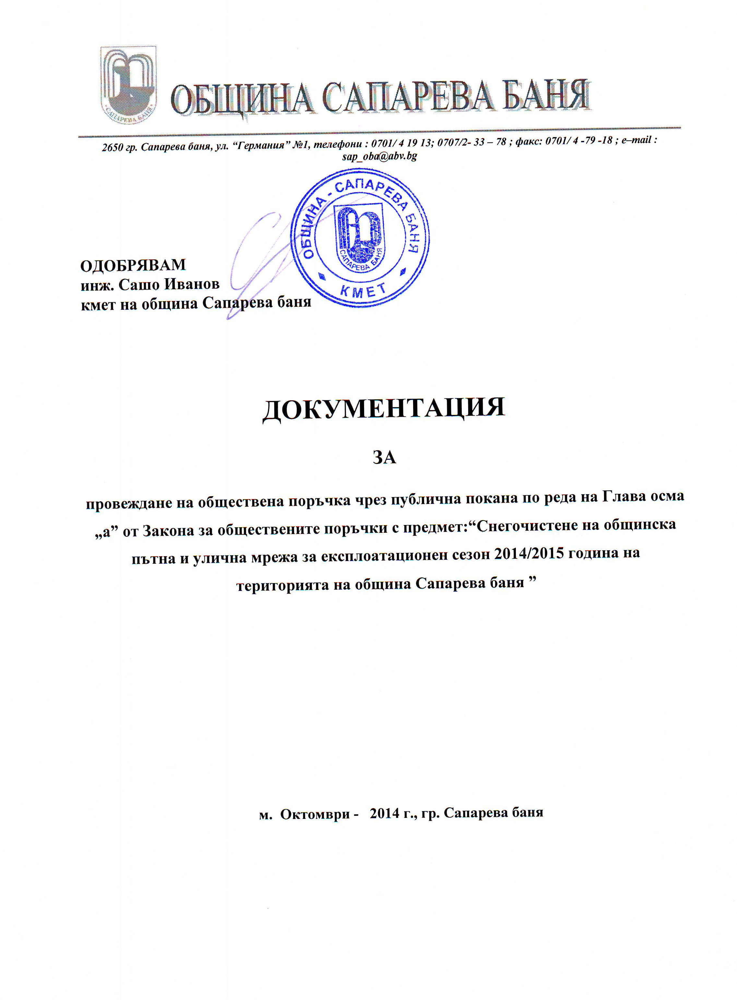 САПАРЕВА БАНЯ
ОБЩИНА САПАРЕВА БАНЯ
2650 гр. Сапарева баня, ул. “Германия” №1, телефони : 0701/ 4 19 13; 0707/2- 33 – 78 ; факс: 0701/ 4 -79 -18 ; e–mail :
sap_oba@abv.bg
ОБЩИНА - САПАРЕВА БАНЯ
САПАРЕВА БАНЯ
КМЕТ
ОДОБРЯВАМ
инж. Сашо Иванов
кмет на община Сапарева баня
ДОКУМЕНТАЦИЯ
ЗА
провеждане на обществена поръчка чрез публична покана по реда на Глава осма
„а” от Закона за обществените поръчки с предмет:“Снегочистене на общинска
пътна и улична мрежа за експлоатационен сезон 2014/2015 година на
територията на община Сапарева баня ”
м. Октомври - 2014 г., гр. Сапарева баня